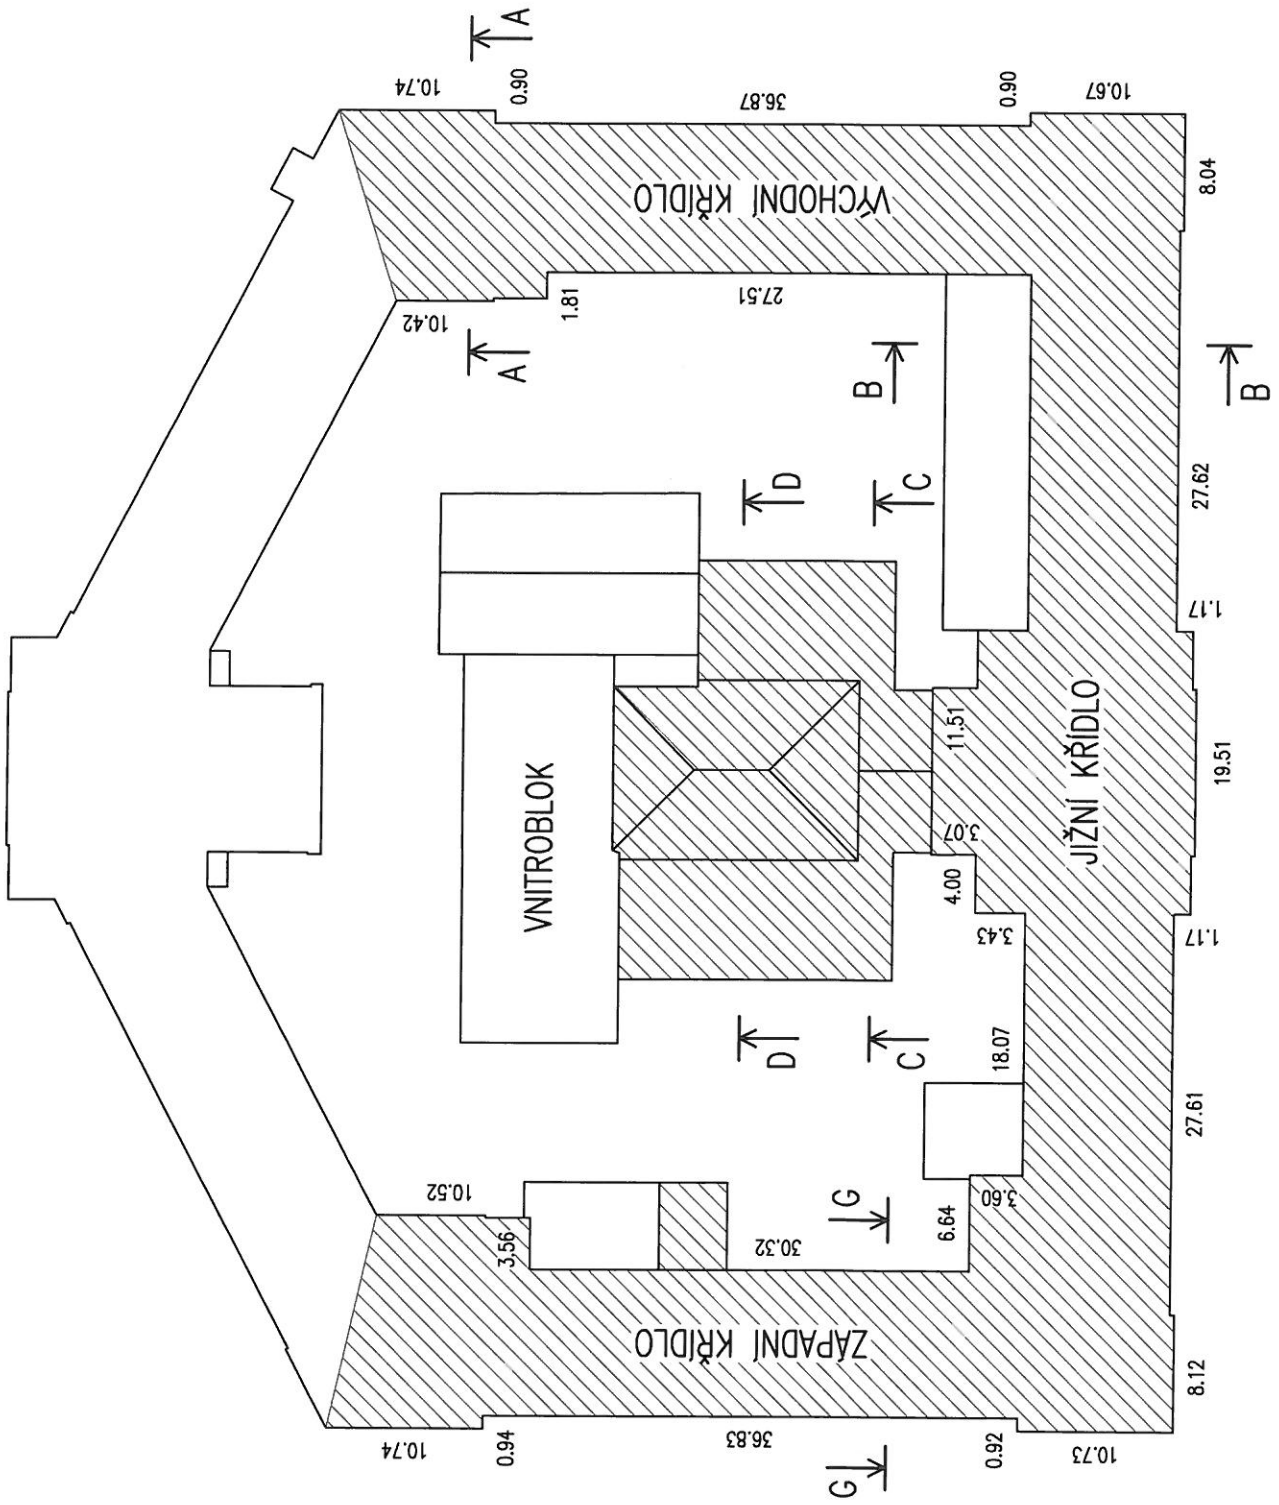 A
10.74
0.90
36.87
0.90
10.67
VÝCHODNÍ KŘÍDLO
8.04
10.42
1.81
27.51
A
B
B
D
C
27.62
1.17
VNITROBLOK
11.51
3.07
JIŽNÍ KŘÍDLO
19.51
4.00
3.43
1.17
D
C
18.07
27.61
10.52
3.56
30.32
G
6.64
3.60
ZÁPADNÍ KŘÍDLO
8.12
10.74
0.94
36.83
0.92
10.73
G